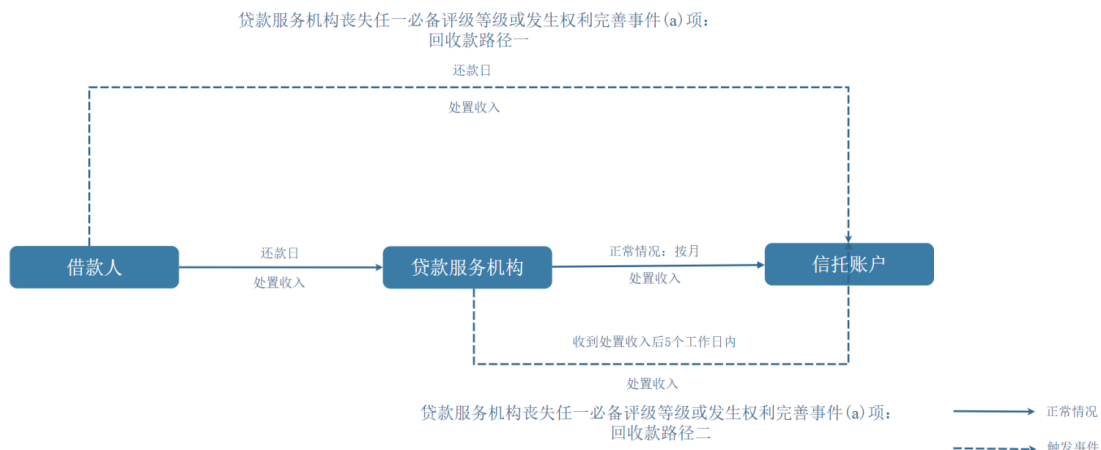 贷款服务机构丧失任一必备评级等级或发生权利完善事件(a)项:
回收款路径一
还款日
处置收入
借款人
还款日
处置收入
贷款服务机构
正常情况: 按月
处置收入
信托账户
收到处置收入后5个工作日内
处置收入
贷款服务机构丧失任一必备评级等级或发生权利完善事件(a)项:
回收款路径二
正常情况
触发事件